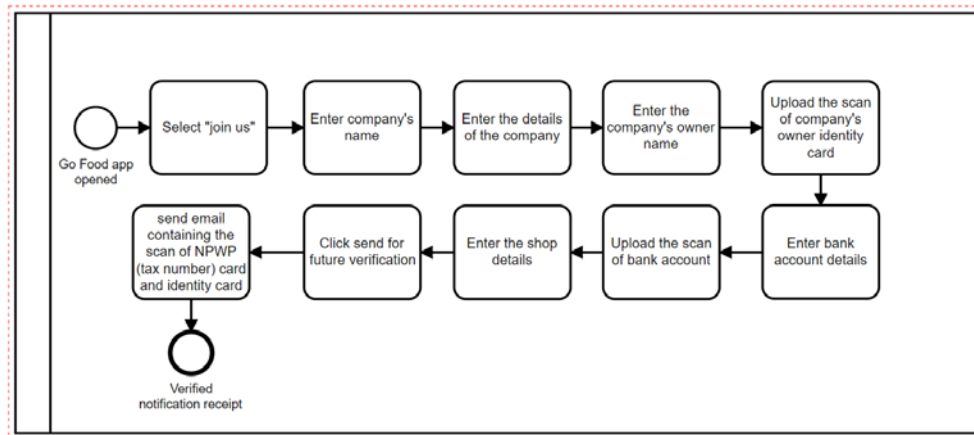 Go Food app
opened
Select "join us"
Enter company's
name
Enter the details
of the company
Enter the
company's owner
name
Upload the scan
of company's
owner identity
card
Enter bank
account details
Upload the scan
of bank account
Enter the shop
details
Click send for
future verification
send email
containing the
scan of NPWP
(tax number) card
and identity card
Verified
notification receipt